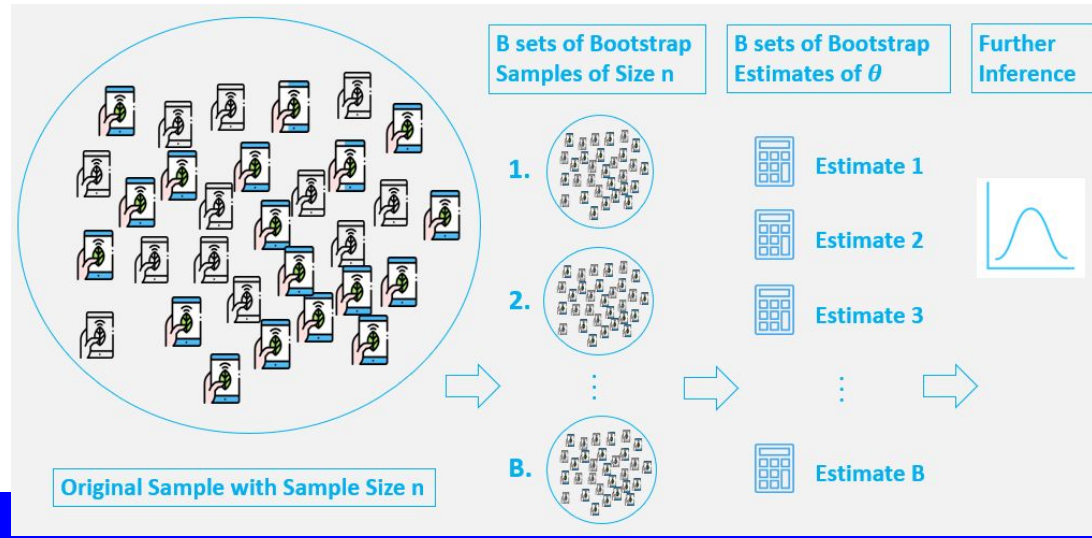 B sets of Bootstrap
Samples of Size n
B sets of Bootstrap
Estimates of θ
Further
Inference
1.
Estimate 1
Estimate 2
2.
Estimate 3
⋮
⋮
B.
Estimate B
Original Sample with Sample Size n